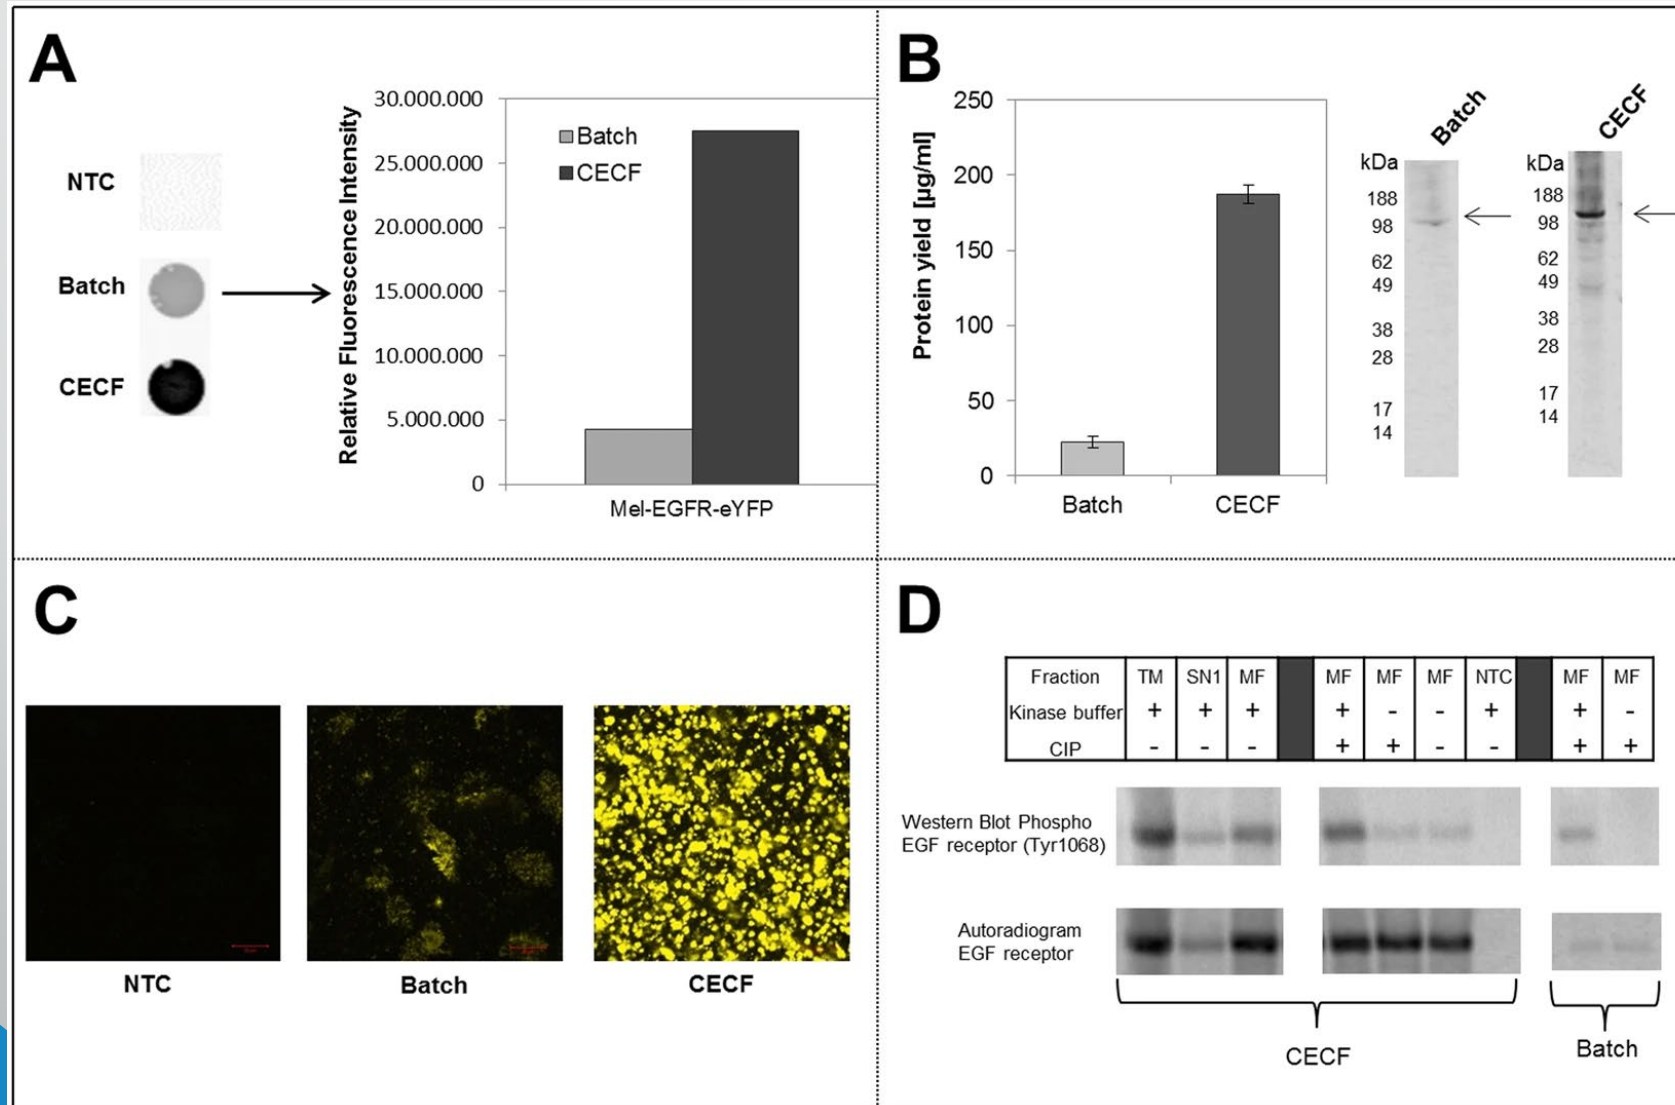 A
NTC
Batch
CECF
Relative Fluorescence Intensity
30.000.000
25.000.000
20.000.000
15.000.000
10.000.000
5.000.000
0
Batch
CECF
Mel-EGFR-eYFP
B
Protein yield [µg/ml]
250
200
150
100
50
0
Batch
CECF
Batch
kDa
188
98
62
49
38
28
17
14
CECF
kDa
188
98
62
49
38
28
17
14
C
NTC
Batch
CECF
D
Fraction TM SN1 MF MF MF MF NTC MF MF
Kinase buffer + + + + - - + + -
CIP - - - + + - - + +
Western Blot Phospho
EGF receptor (Tyr1068)
Autoradiogram
EGF receptor
CECF
Batch